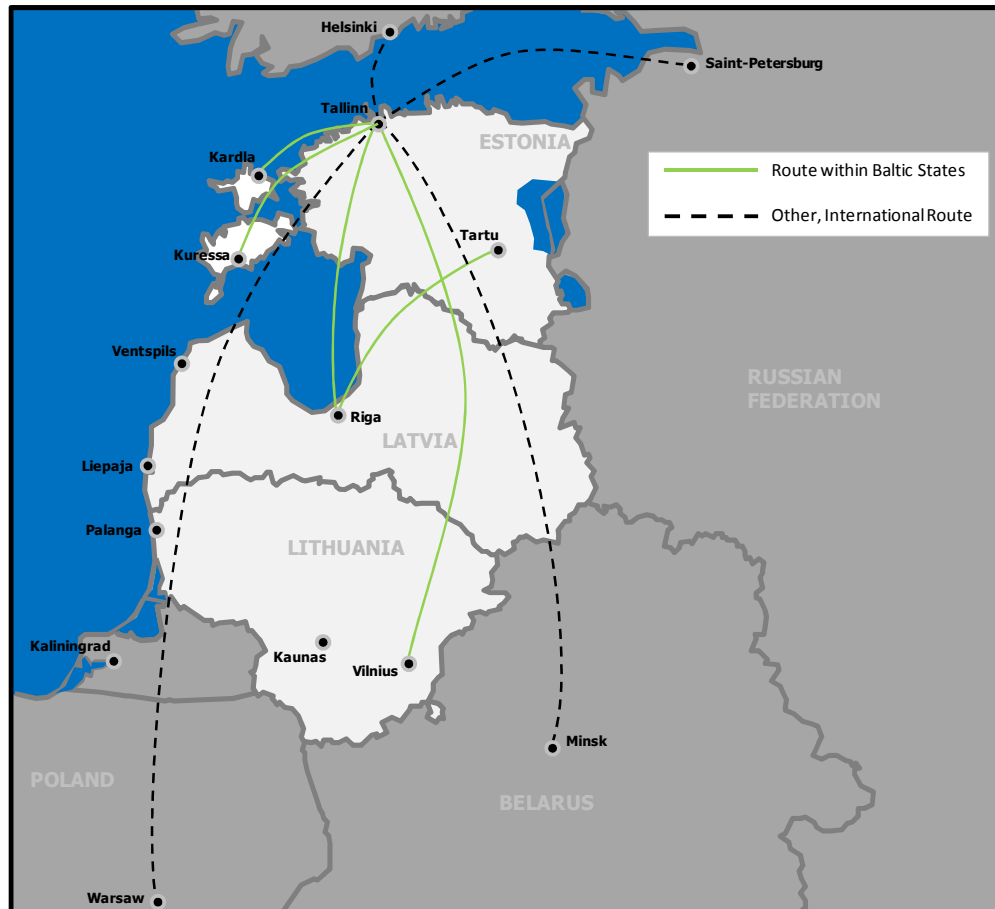 Helsinki
Saint-Petersburg
Tallinn
ESTONIA
Kardla
Route within Baltic States
Other, International Route
Tartu
Kuressa
Ventspils
RUSSIAN
FEDERATION
Riga
LATVIA
Liepaja
Palanga
LITHUANIA
Kaliningrad
Kaunas
Vilnius
Minsk
POLAND
BELARUS
Warsaw